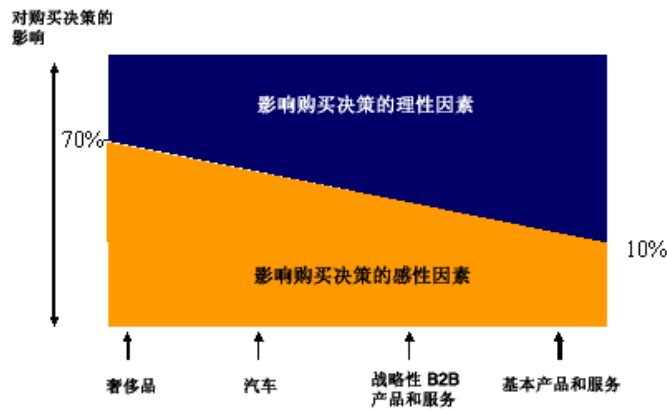 对购买决策的
影响
影响购买决策的理性因素
70%
10%
影响购买决策的感性因素
奢侈品
汽车
战略性 B2B
产品和服务
基本产品和服务